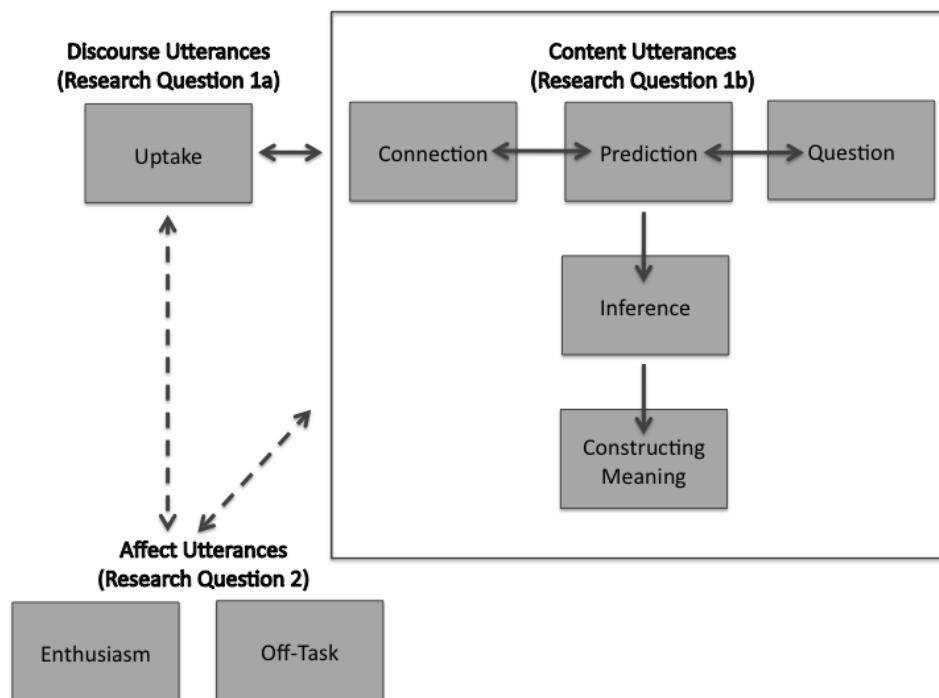 Discourse Utterances
(Research Question 1a)
Uptake
Content Utterances
(Research Question 1b)
Connection
Prediction
Question
Inference
Constructing
Meaning
Affect Utterances
(Research Question 2)
Enthusiasm
Off-Task